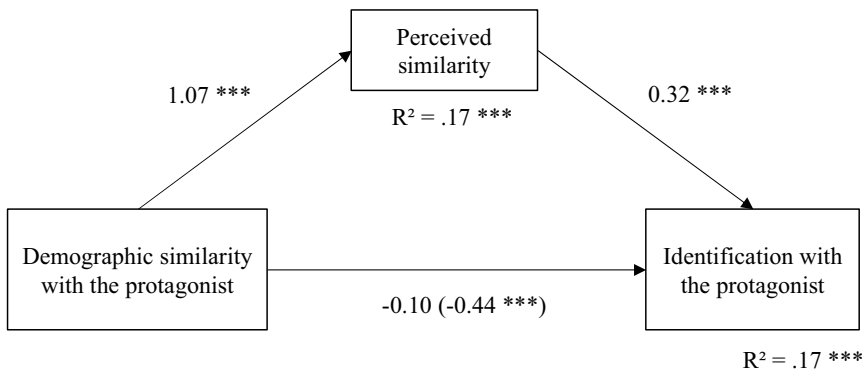 Perceived
similarity
1.07 ***
0.32 ***
R² = .17 ***
Demographic similarity
with the protagonist
Identification with
the protagonist
-0.10 (-0.44 ***)
R² = .17 ***